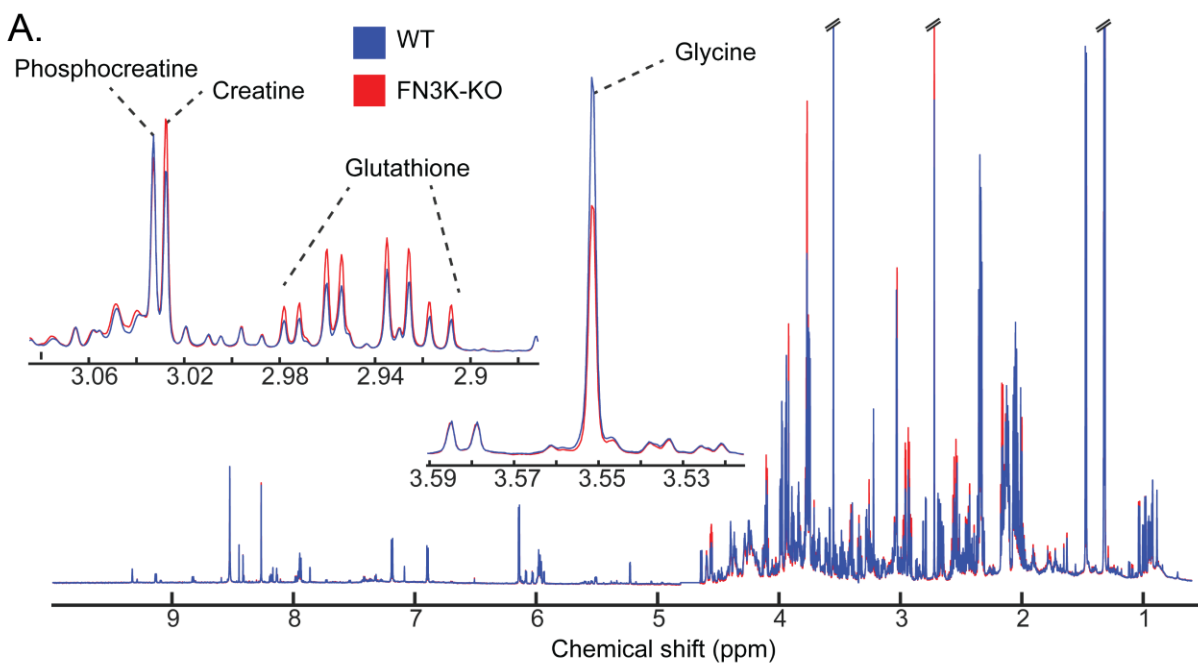 A.
WT
FN3K-KO
Phosphocreatine
Creatine
Glycine
Glutathione
3.06 3.02 2.98 2.94 2.9
3.59 3.57 3.55 3.53
9 8 7 6 5 4 3 2 1
Chemical shift (ppm)